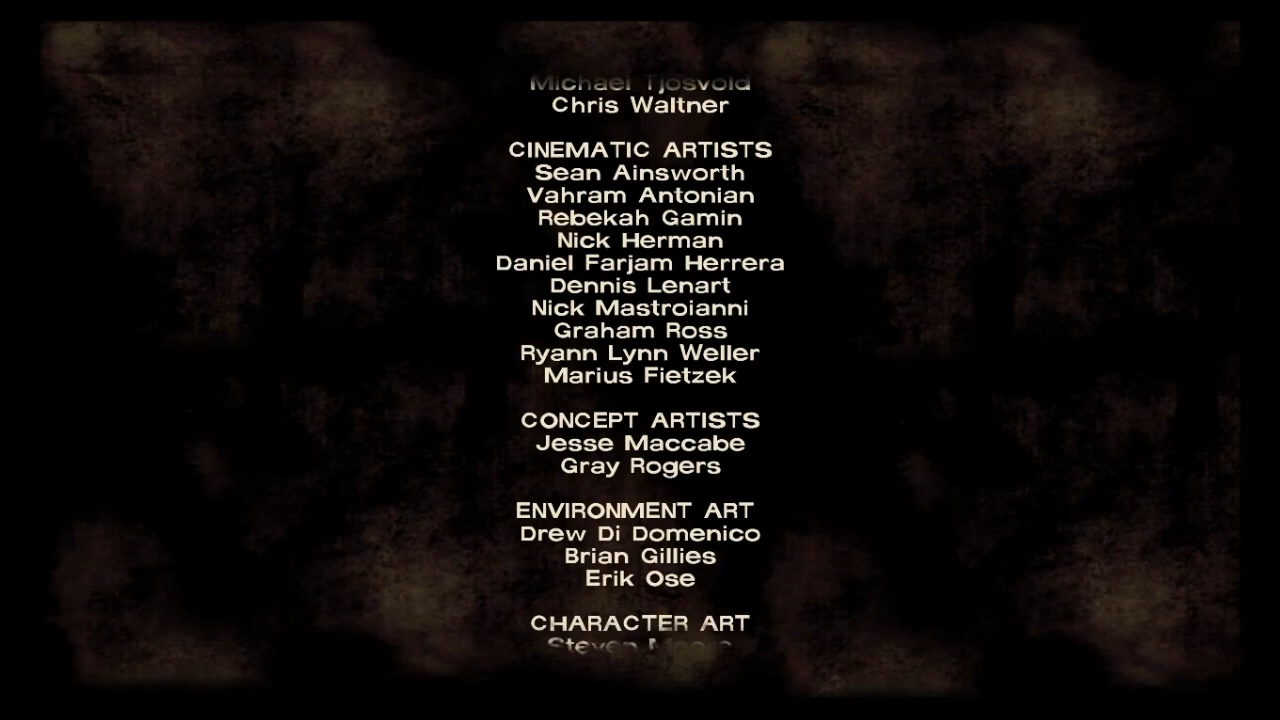 Michael Tjosvold
Chris Waltner
CINEMATIC ARTISTS
Sean Ainsworth
Vahram Antonian
Rebekah Gamin
Nick Herman
Daniel Farjam Herrera
Dennis Lenart
Nick Mastroianni
Graham Ross
Ryann Lynn Weller
Marius Fietzek
CONCEPT ARTISTS
Jesse Maccabe
Gray Rogers
ENVIRONMENT ART
Drew Di Domenico
Brian Gillies
Erik Ose
CHARACTER ART
Steven